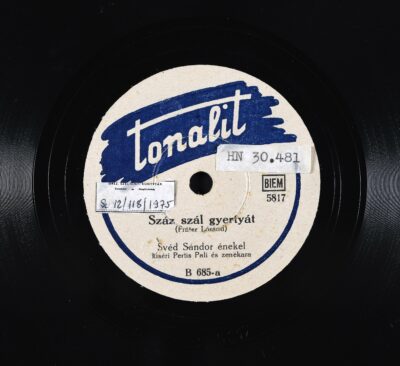 tonalit
HN 30.481
BIEM
5817
Sz 12/118/1975
Száz szál gyertyát
(Fráter Lóránd)
Svéd Sándor énekel
kíséri Pertis Pali és zenekara
B 685-a